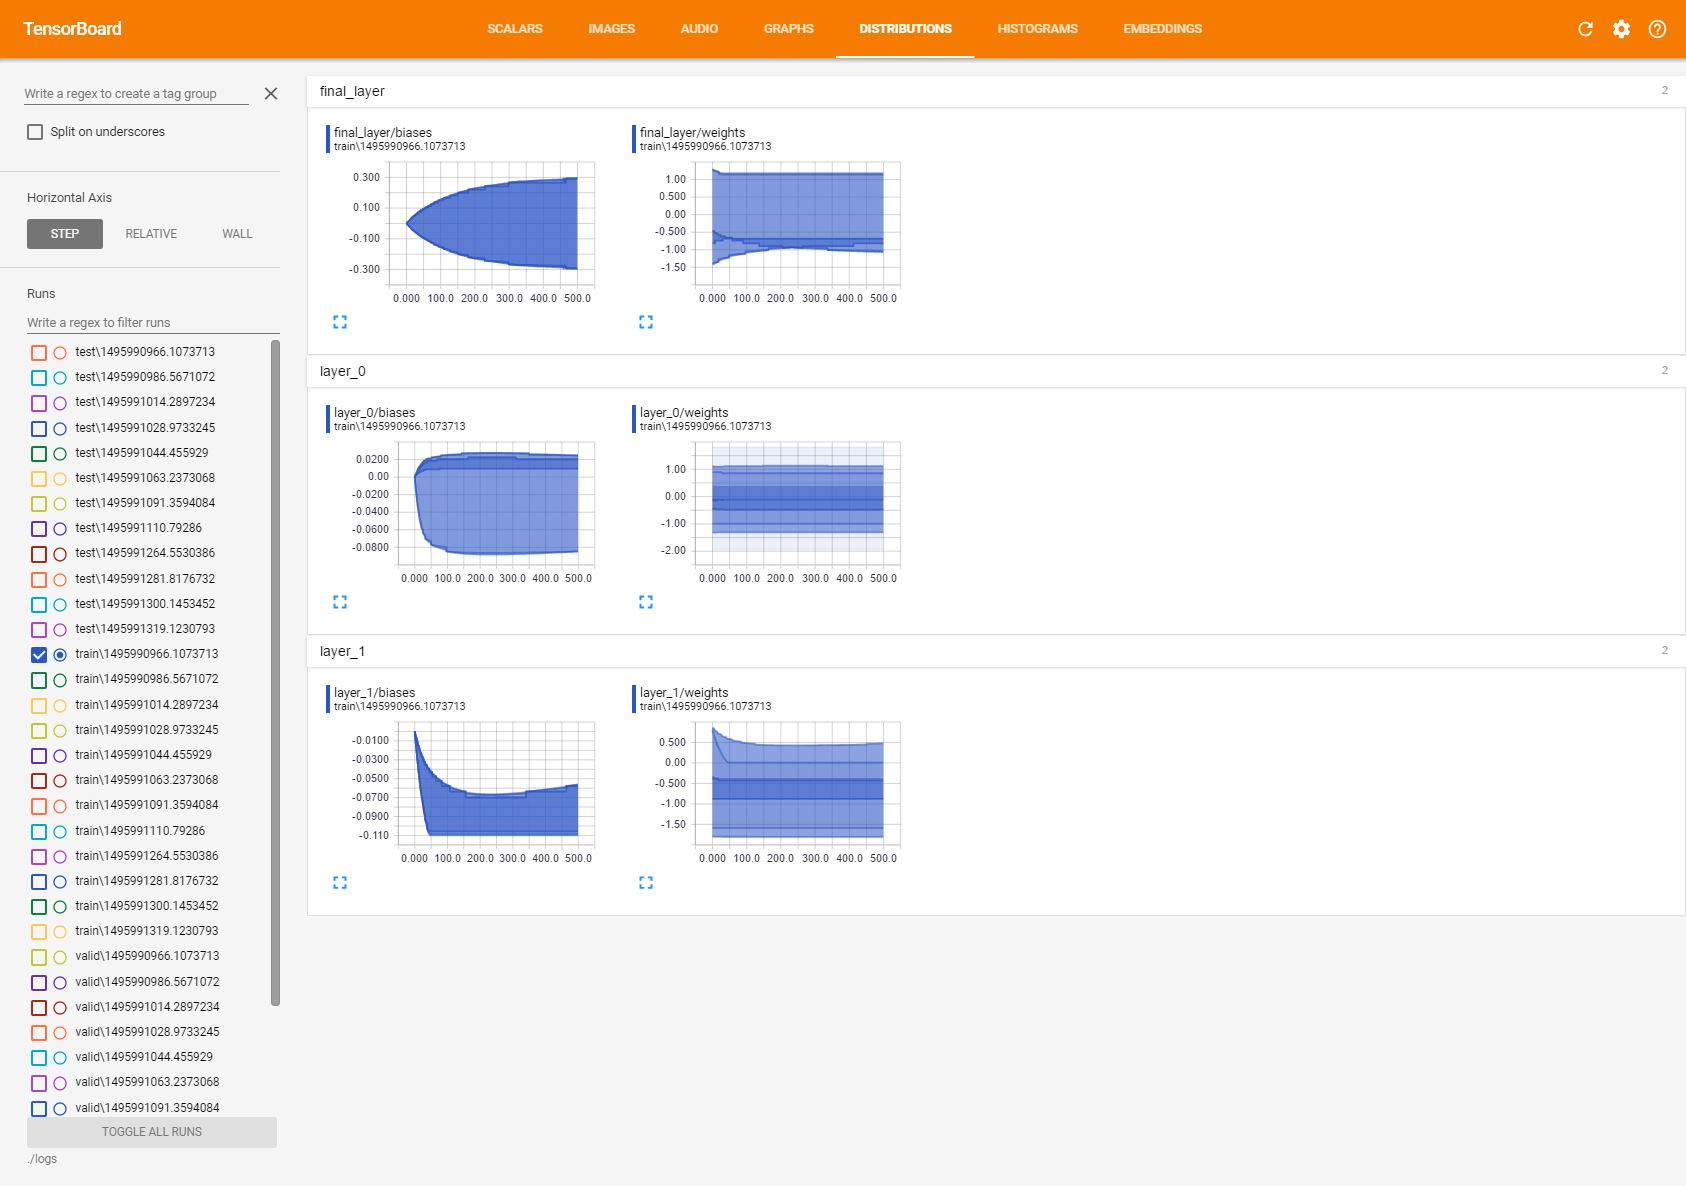 TensorBoard
SCALARS IMAGES AUDIO GRAPHS DISTRIBUTIONS HISTOGRAMS EMBEDDINGS
Write a regex to create a tag group
Split on underscores
Horizontal Axis
STEP RELATIVE WALL
Runs
Write a regex to filter runs
test\1495990966.1073713
test\1495990986.5671072
test\1495991014.2897234
test\1495991028.9733245
test\1495991044.455929
test\1495991063.2373068
test\1495991091.3594084
test\1495991110.79286
test\1495991264.5530386
test\1495991281.8176732
test\1495991300.1453452
test\1495991319.1230793
train\1495990966.1073713
train\1495990986.5671072
train\1495991014.2897234
train\1495991028.9733245
train\1495991044.455929
train\1495991063.2373068
train\1495991091.3594084
train\1495991110.79286
train\1495991264.5530386
train\1495991281.8176732
train\1495991300.1453452
train\1495991319.1230793
valid\1495990966.1073713
valid\1495990986.5671072
valid\1495991014.2897234
valid\1495991028.9733245
valid\1495991044.455929
valid\1495991063.2373068
valid\1495991091.3594084
TOGGLE ALL RUNS
./logs
final_layer 2
final_layer/biases
train\1495990966.1073713
0.300
0.100
-0.100
-0.300
0.000 100.0 200.0 300.0 400.0 500.0
final_layer/weights
train\1495990966.1073713
1.00
0.500
0.00
-0.500
-1.00
-1.50
0.000 100.0 200.0 300.0 400.0 500.0
layer_0 2
layer_0/biases
train\1495990966.1073713
0.0200
0.00
-0.0200
-0.0400
-0.0600
-0.0800
0.000 100.0 200.0 300.0 400.0 500.0
layer_0/weights
train\1495990966.1073713
1.00
0.00
-1.00
-2.00
0.000 100.0 200.0 300.0 400.0 500.0
layer_1 2
layer_1/biases
train\1495990966.1073713
-0.0100
-0.0300
-0.0500
-0.0700
-0.0900
-0.110
0.000 100.0 200.0 300.0 400.0 500.0
layer_1/weights
train\1495990966.1073713
0.500
0.00
-0.500
-1.00
-1.50
0.000 100.0 200.0 300.0 400.0 500.0